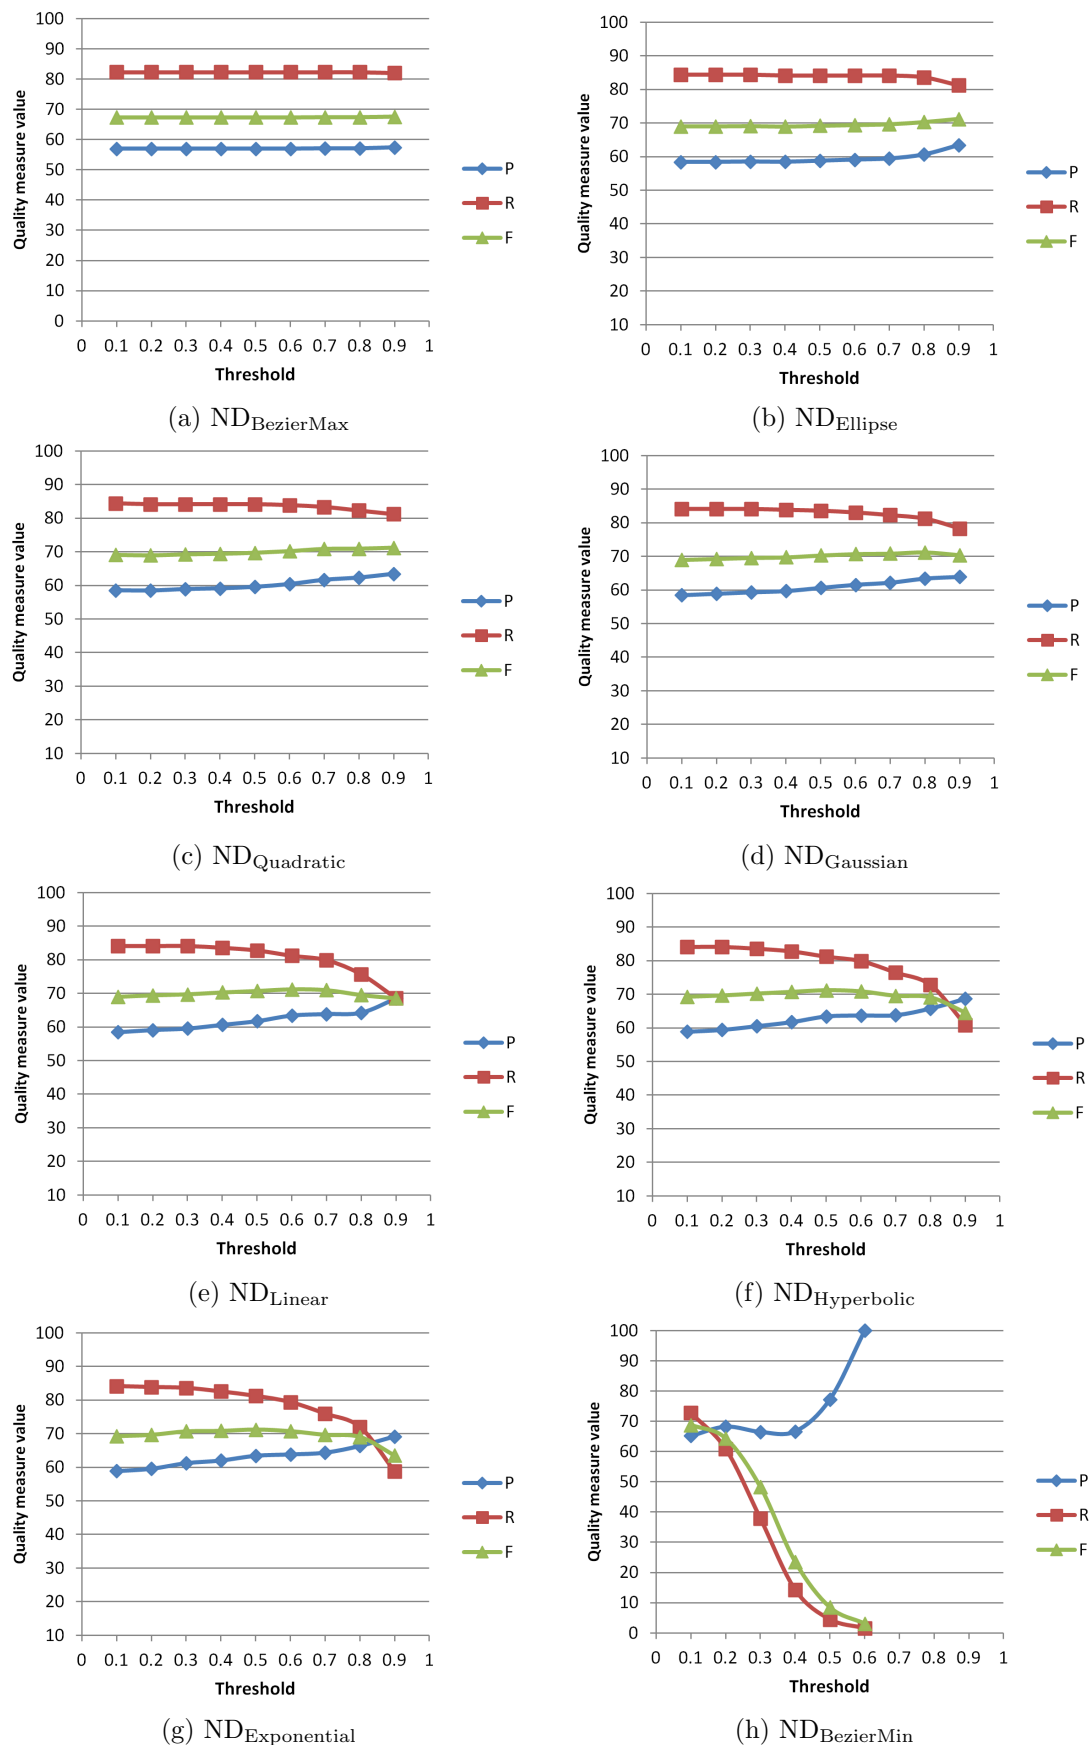 Quality measure value
100
90
80
70
60
50
40
30
20
10
0
0 0.1 0.2 0.3 0.4 0.5 0.6 0.7 0.8 0.9 1
Threshold
P
R
F
(a) ND_BezierMax
Quality measure value
100
90
80
70
60
50
40
30
20
10
0 0.1 0.2 0.3 0.4 0.5 0.6 0.7 0.8 0.9 1
Threshold
P
R
F
(b) ND_Ellipse
Quality measure value
100
90
80
70
60
50
40
30
20
10
0 0.1 0.2 0.3 0.4 0.5 0.6 0.7 0.8 0.9 1
Threshold
P
R
F
(c) ND_Quadratic
Quality measure value
100
90
80
70
60
50
40
30
20
10
0 0.1 0.2 0.3 0.4 0.5 0.6 0.7 0.8 0.9 1
Threshold
P
R
F
(d) ND_Gaussian
Quality measure value
100
90
80
70
60
50
40
30
20
10
0 0.1 0.2 0.3 0.4 0.5 0.6 0.7 0.8 0.9 1
Threshold
P
R
F
(e) ND_Linear
Quality measure value
100
90
80
70
60
50
40
30
20
10
0 0.1 0.2 0.3 0.4 0.5 0.6 0.7 0.8 0.9 1
Threshold
P
R
F
(f) ND_Hyperbolic
Quality measure value
100
90
80
70
60
50
40
30
20
10
0 0.1 0.2 0.3 0.4 0.5 0.6 0.7 0.8 0.9 1
Threshold
P
R
F
(g) ND_Exponential
Quality measure value
100
90
80
70
60
50
40
30
20
10
0
0 0.1 0.2 0.3 0.4 0.5 0.6 0.7 0.8 0.9 1
Threshold
P
R
F
(h) ND_BezierMin